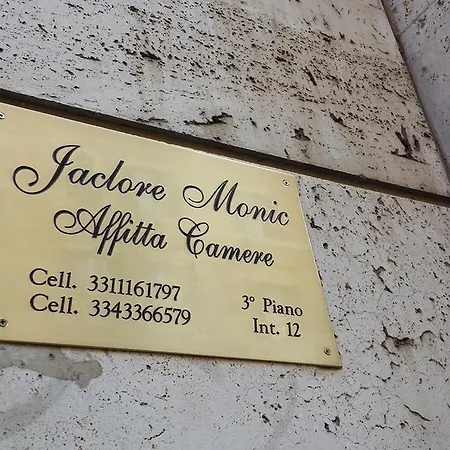 Jaclore Monic
Affitta Camere
Cell. 3311161797
Cell. 3343366579
3° Piano
Int. 12